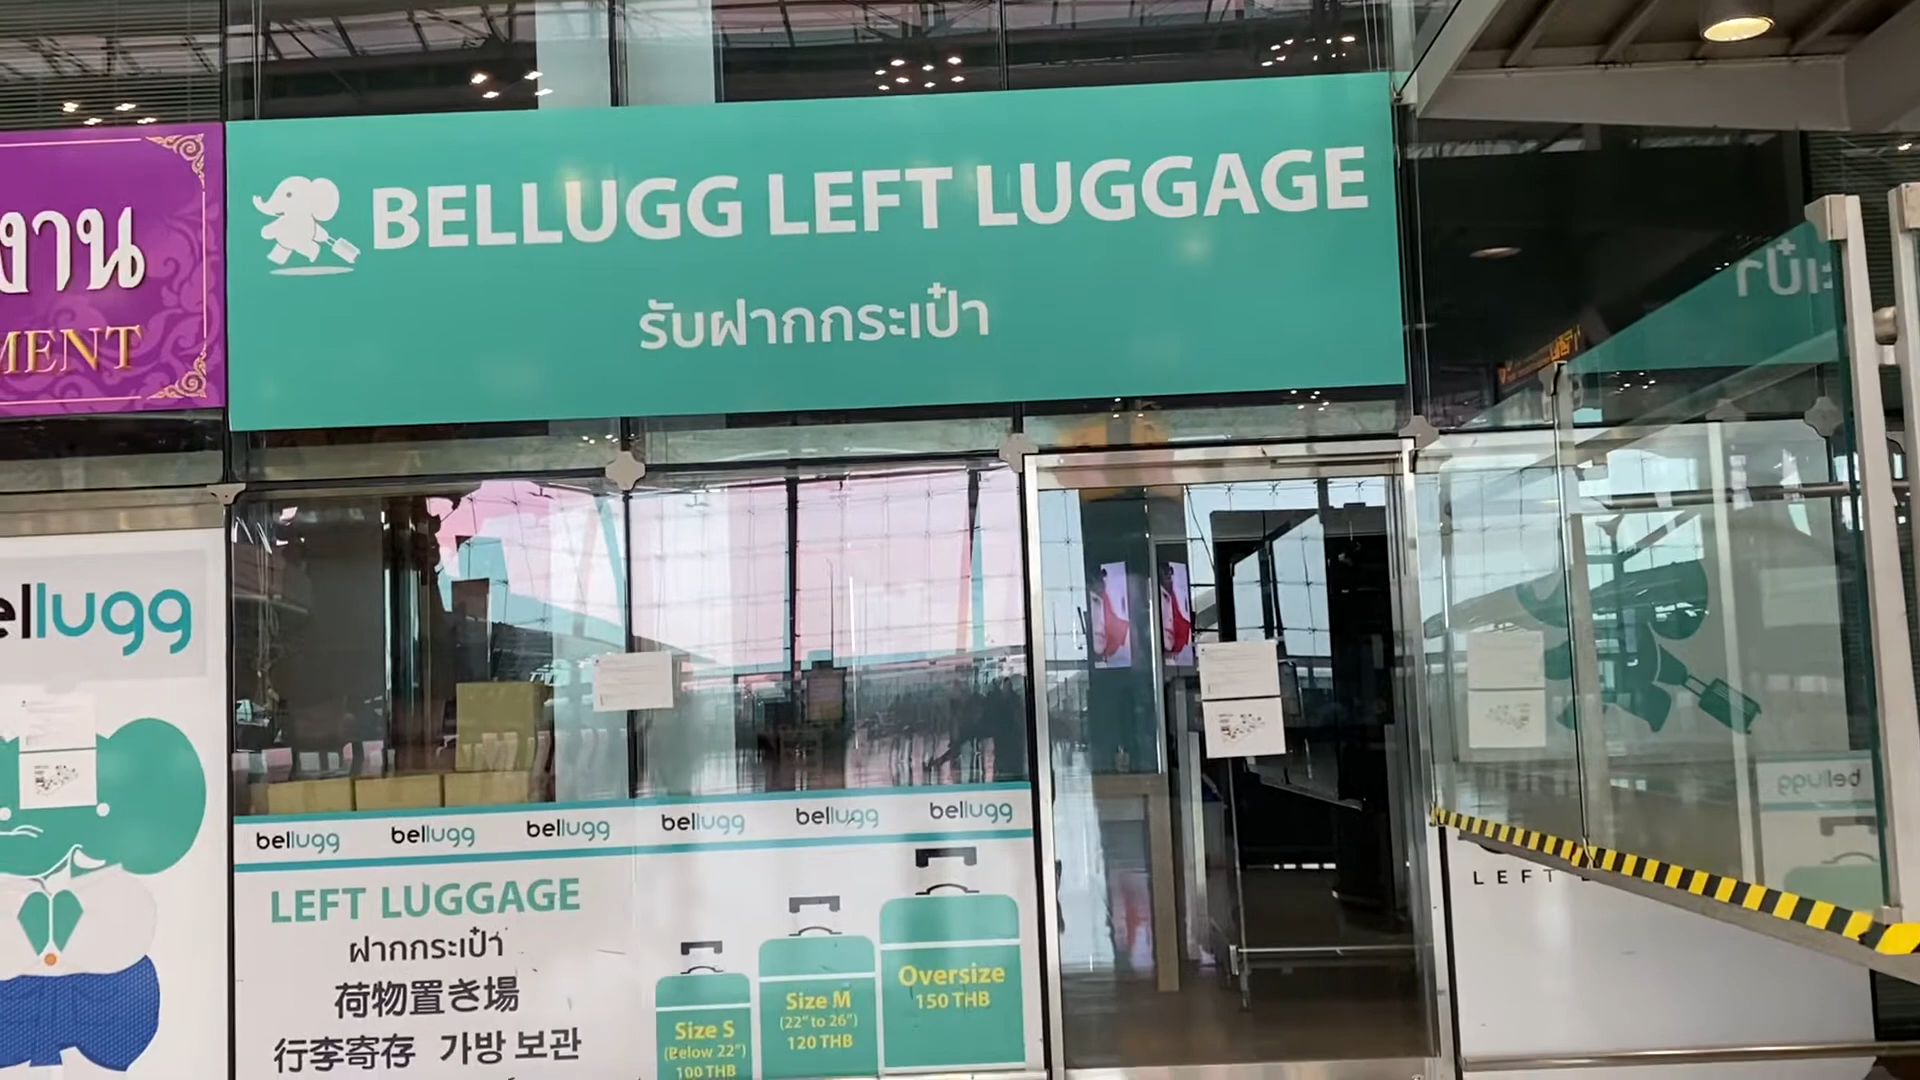 งาน
MENT
BELLUGG LEFT LUGGAGE
รับฝากกระเป๋า
ellugg
bellugg bellugg bellugg bellugg bellugg bellugg
LEFT LUGGAGE
ฝากกระเป๋า
荷物置き場
行李寄存 가방 보관
Size S
(Below 22")
100 THB
Size M
(22" to 26")
120 THB
Oversize
150 THB
LEFT
bellugg